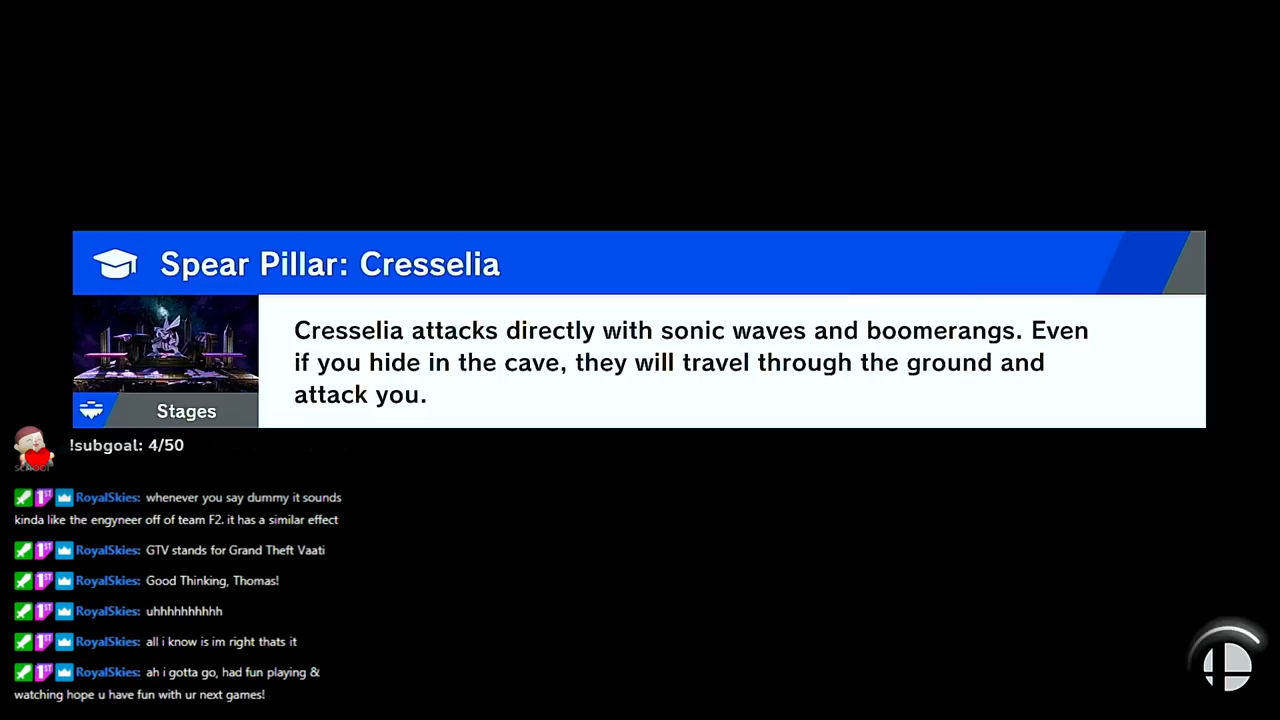 Spear Pillar: Cresselia
Cresselia attacks directly with sonic waves and boomerangs. Even
if you hide in the cave, they will travel through the ground and
attack you.
Stages
!subgoal: 4/50
RoyalSkies: whenever you say dummy it sounds
kinda like the engyneer off of team F2. it has a similar effect
RoyalSkies: GTV stands for Grand Theft Vaati
RoyalSkies: Good Thinking, Thomas!
RoyalSkies: uhhhhhhhhhh
RoyalSkies: all i know is im right thats it
RoyalSkies: ah i gotta go, had fun playing &
watching hope u have fun with ur next games!